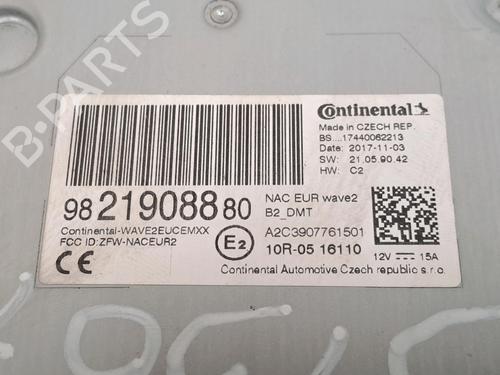 Continental
Made in CZECH REP.
BS....17440062213
Date: 2017-11-03
SW: 21.05.90.42
HW: C2
98 219088 80
NAC EUR wave2
B2_DMT
Continental-WAVE2EUCEMXX
FCC ID:ZFW-NACEUR2
E2
A2C3907761501
10R-05 16110
12V 15A
CE
Continental Automotive Czech republic s.r.o.
B-PARTS